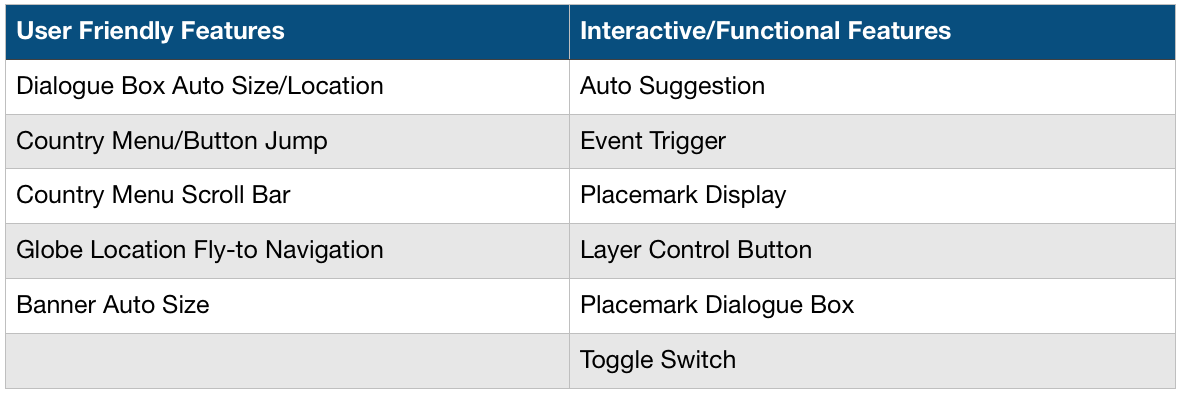 User Friendly Features Interactive/Functional Features
Dialogue Box Auto Size/Location Auto Suggestion
Country Menu/Button Jump Event Trigger
Country Menu Scroll Bar Placemark Display
Globe Location Fly-to Navigation Layer Control Button
Banner Auto Size Placemark Dialogue Box
Toggle Switch